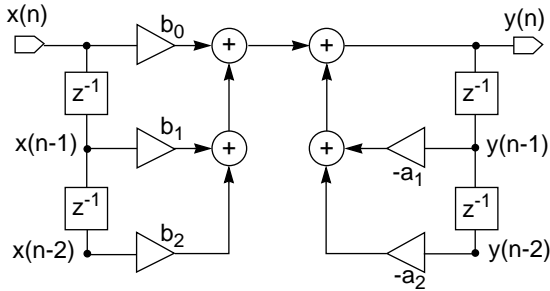 x(n) b0 y(n)
+ +
z-1 z-1
x(n-1) b1 + + -a1 y(n-1)
z-1 z-1
x(n-2) b2 -a2 y(n-2)